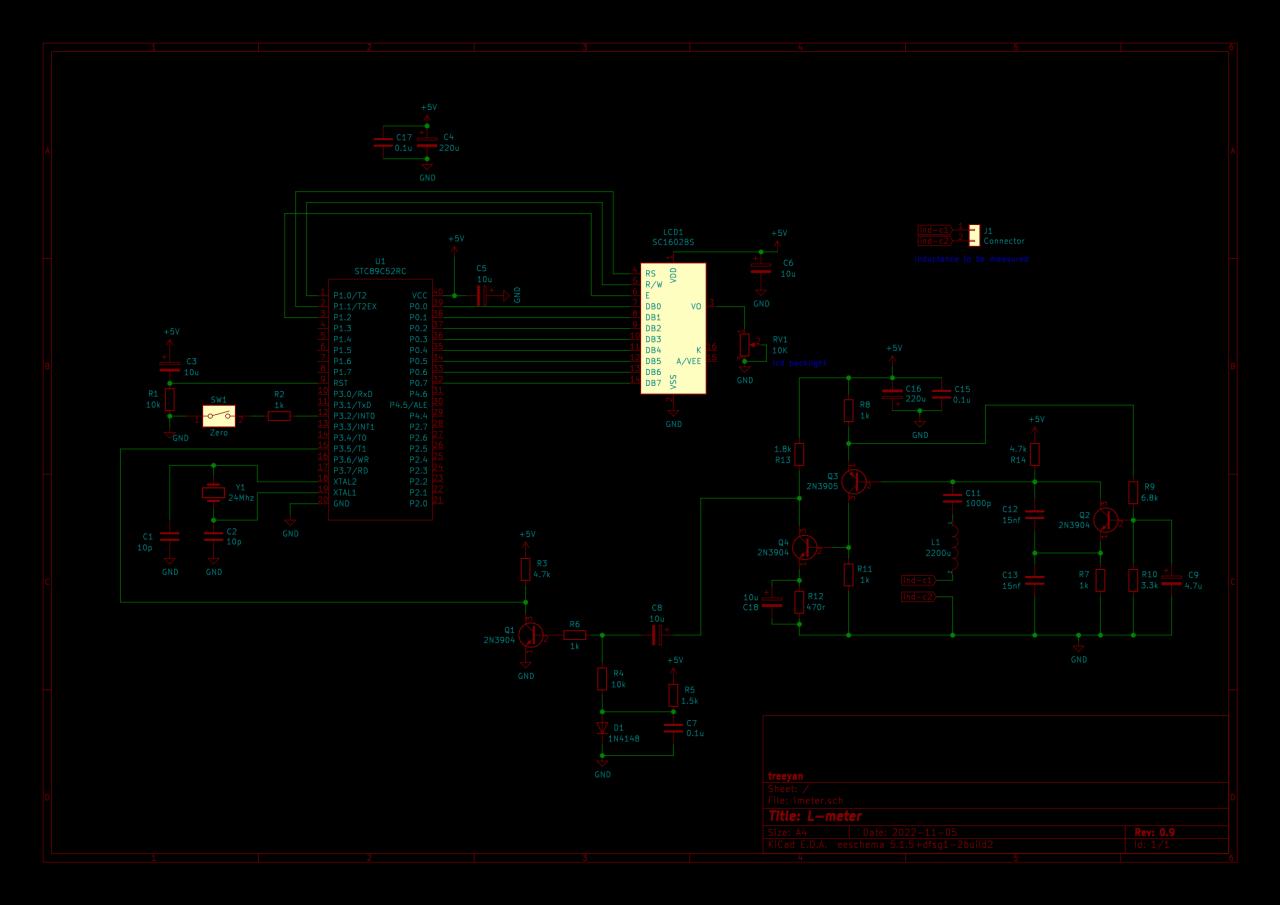 1 2 3 4 5 6
+5V
C17
0.1u
C4
220u
GND
A A
LCD1
SC1602BS
+5V
C6
10u
GND
ind-c1 1 J1
ind-c2 2 Connector
inductance to be measured
U1
STC89C52RC
+5V
C5
10u
GND
RS
R/W
E
DB0
DB1
DB2
DB3
DB4
DB5
DB6
DB7
VDD
VO
K
A/VEE
VSS
GND
RV1
10K
GND
lcd backlight
P1.0/T2 VCC
P1.1/T2EX P0.0
P1.2 P0.1
P1.3 P0.2
P1.4 P0.3
P1.5 P0.4
P1.6 P0.5
P1.7 P0.6
RST P0.7
P3.0/RxD P4.6
P3.1/TxD P4.5/ALE
P3.2/INT0 P4.4
P3.3/INT1 P2.7
P3.4/T0 P2.6
P3.5/T1 P2.5
P3.6/WR P2.4
P3.7/RD P2.3
XTAL2 P2.2
XTAL1 P2.1
GND P2.0
GND
B B
+5V
C3
10u
R1
10k
GND
SW1
Zero
R2
1k
Y1
24Mhz
C1
10p
GND
C2
10p
GND
+5V
R8
1k
C16
220u
C15
0.1u
GND
1.8k
R13
Q3
2N3905
+5V
4.7k
R14
C11
1000p
C12
15nf
Q2
2N3904
R9
6.8k
Q4
2N3904
L1
2200u
ind-c1
ind-c2
R11
1k
10u
C18
R12
470r
C13
15nf
R7
1k
R10
3.3k
C9
4.7u
GND
C C
+5V
R3
4.7k
Q1
2N3904
GND
R6
1k
C8
10u
+5V
R4
10k
R5
1.5k
D1
1N4148
C7
0.1u
GND
D D
treeyan
Sheet: /
File: lmeter.sch
Title: L-meter
Size: A4 Date: 2022-11-05 Rev: 0.9
KiCad E.D.A. eeschema 5.1.5+dfsg1-2build2 Id: 1/1
1 2 3 4 5 6